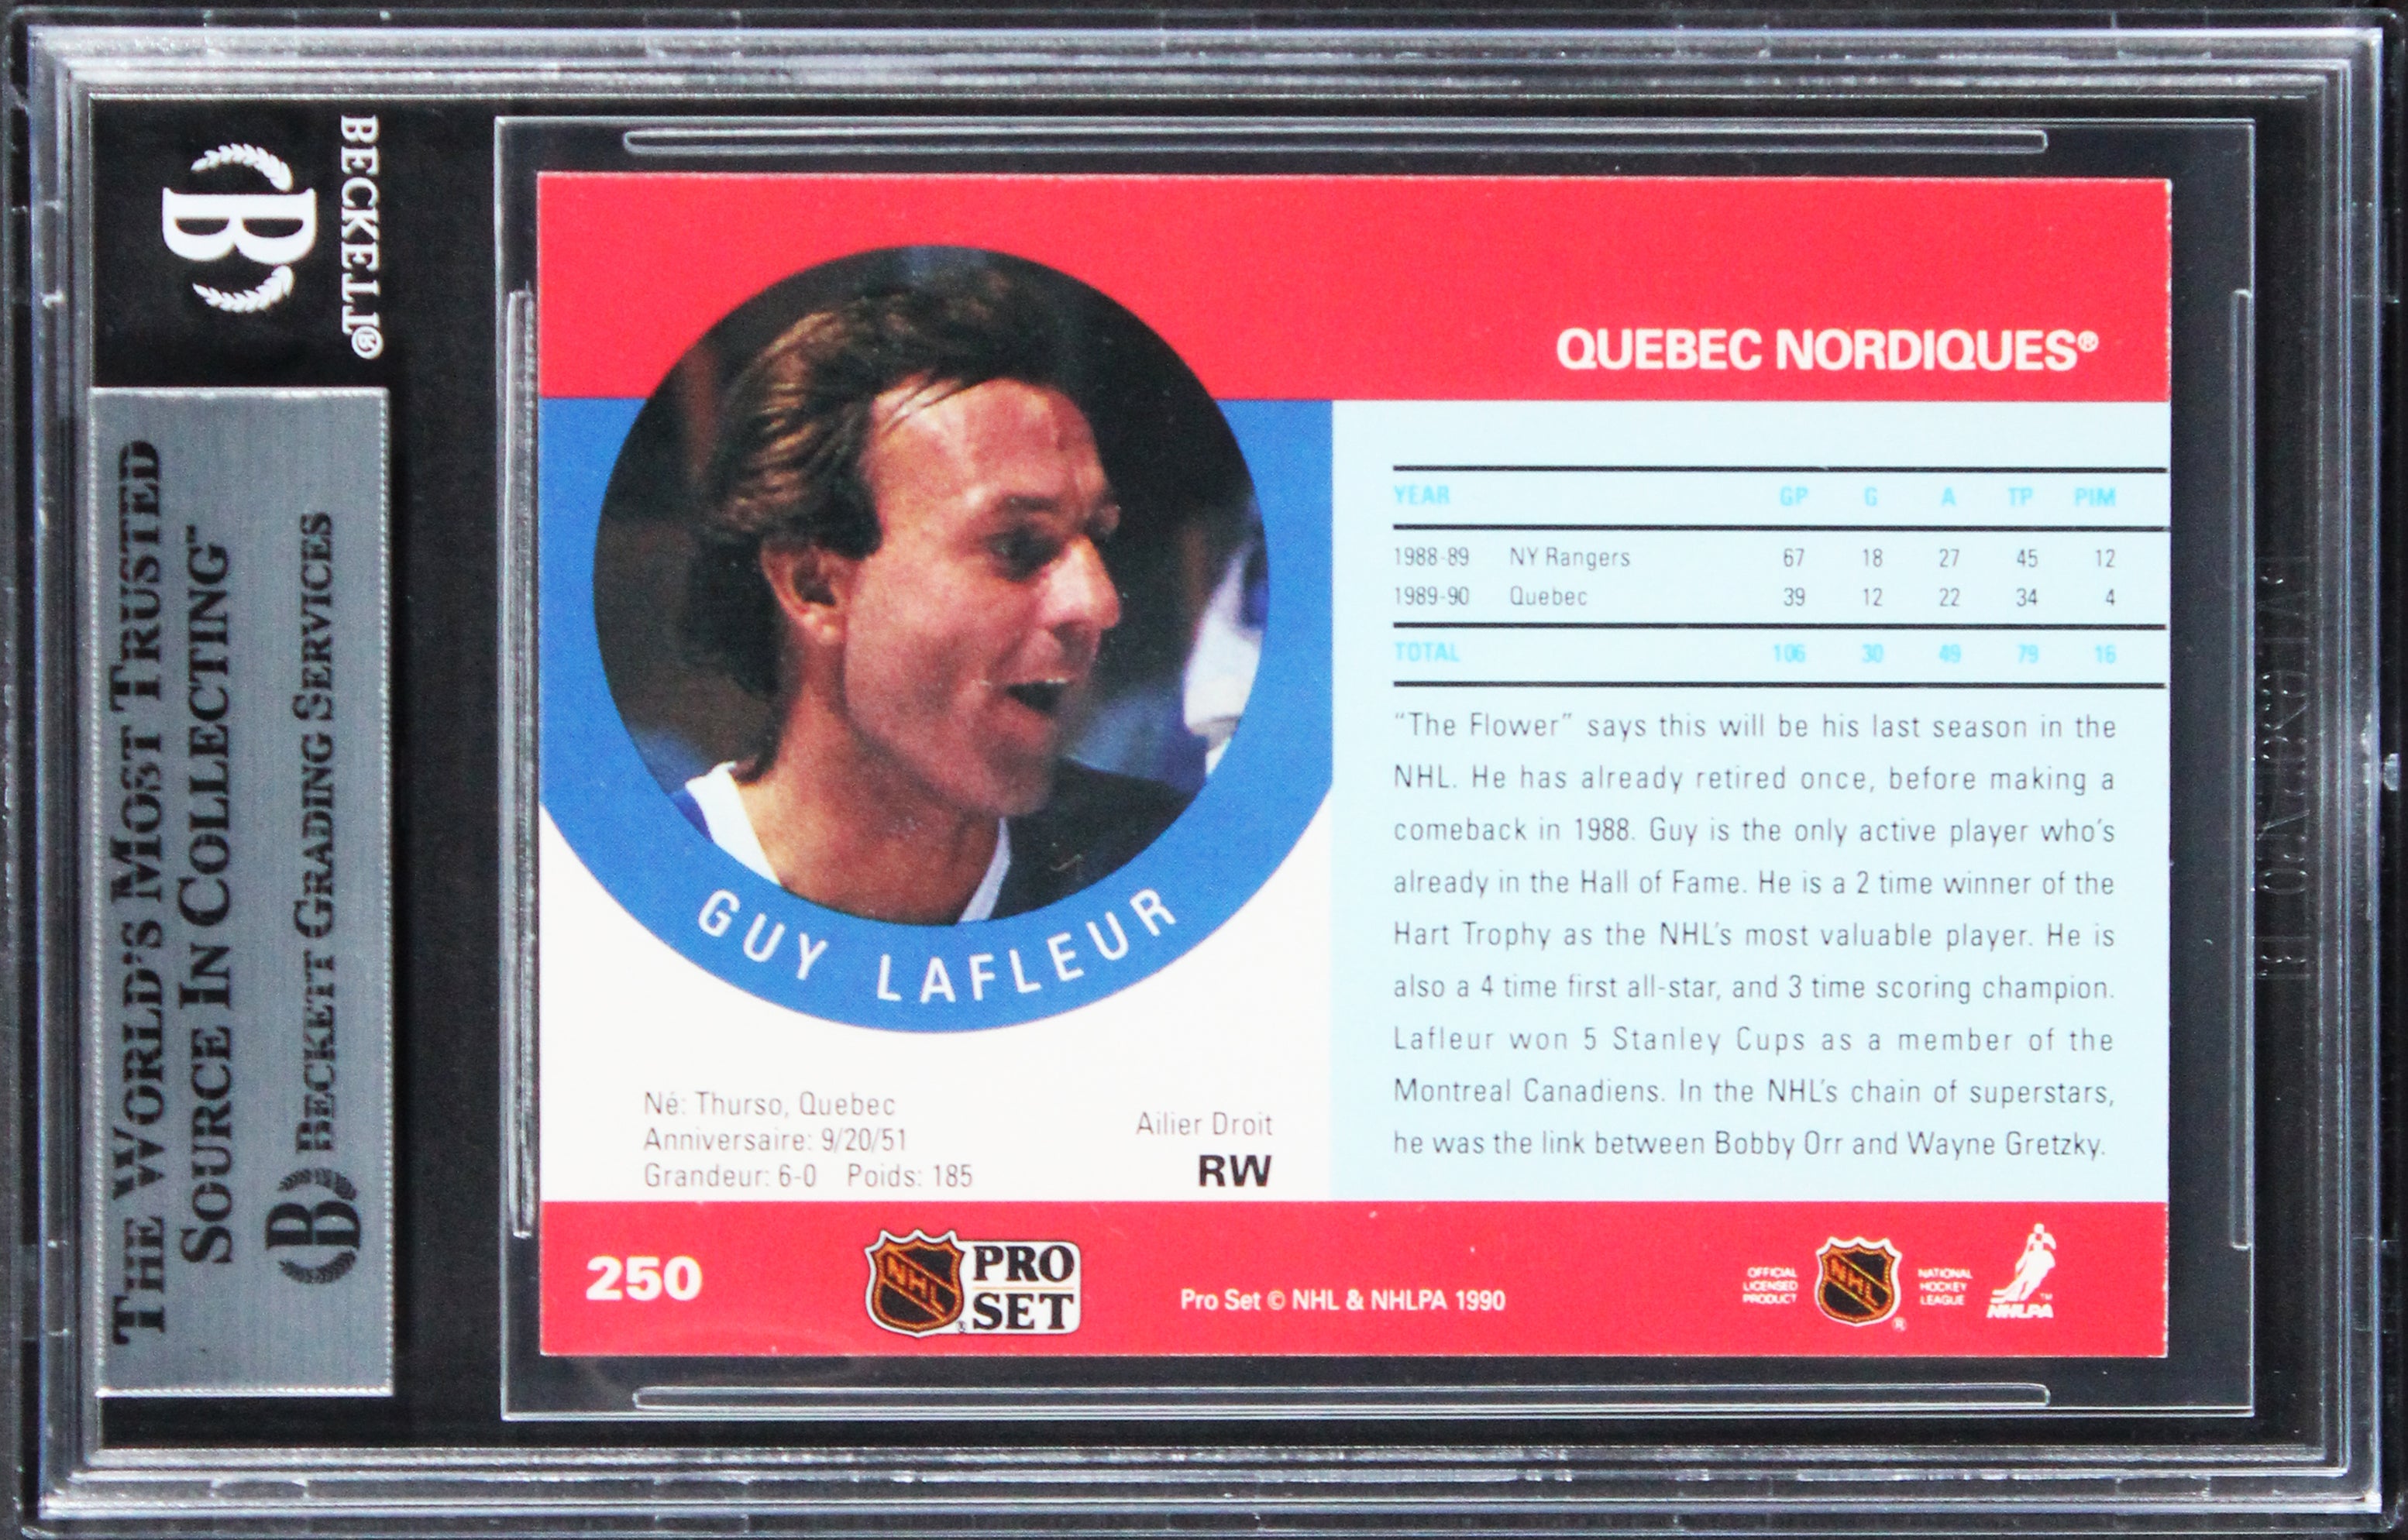 BECKETT®
THE WORLD'S MOST TRUSTED
SOURCE IN COLLECTING™
BECKETT GRADING SERVICES
QUEBEC NORDIQUES®
YEAR GP G A TP PIM
1988-89 NY Rangers 67 18 27 45 12
1989-90 Quebec 39 12 22 34 4
TOTAL 106 30 49 79 16
"The Flower" says this will be his last season in the
NHL. He has already retired once, before making a
comeback in 1988. Guy is the only active player who's
already in the Hall of Fame. He is a 2 time winner of the
Hart Trophy as the NHL's most valuable player. He is
also a 4 time first all-star, and 3 time scoring champion.
Lafleur won 5 Stanley Cups as a member of the
Montreal Canadiens. In the NHL's chain of superstars,
he was the link between Bobby Orr and Wayne Gretzky.
GUY LAFLEUR
Né: Thurso, Quebec
Anniversaire: 9/20/51
Grandeur: 6-0 Poids: 185
Ailier Droit
RW
250
NHL
PRO
SET
Pro Set © NHL & NHLPA 1990
OFFICIAL
LICENSED
PRODUCT
NHL
®
NATIONAL
HOCKEY
LEAGUE
NHLPA
TM